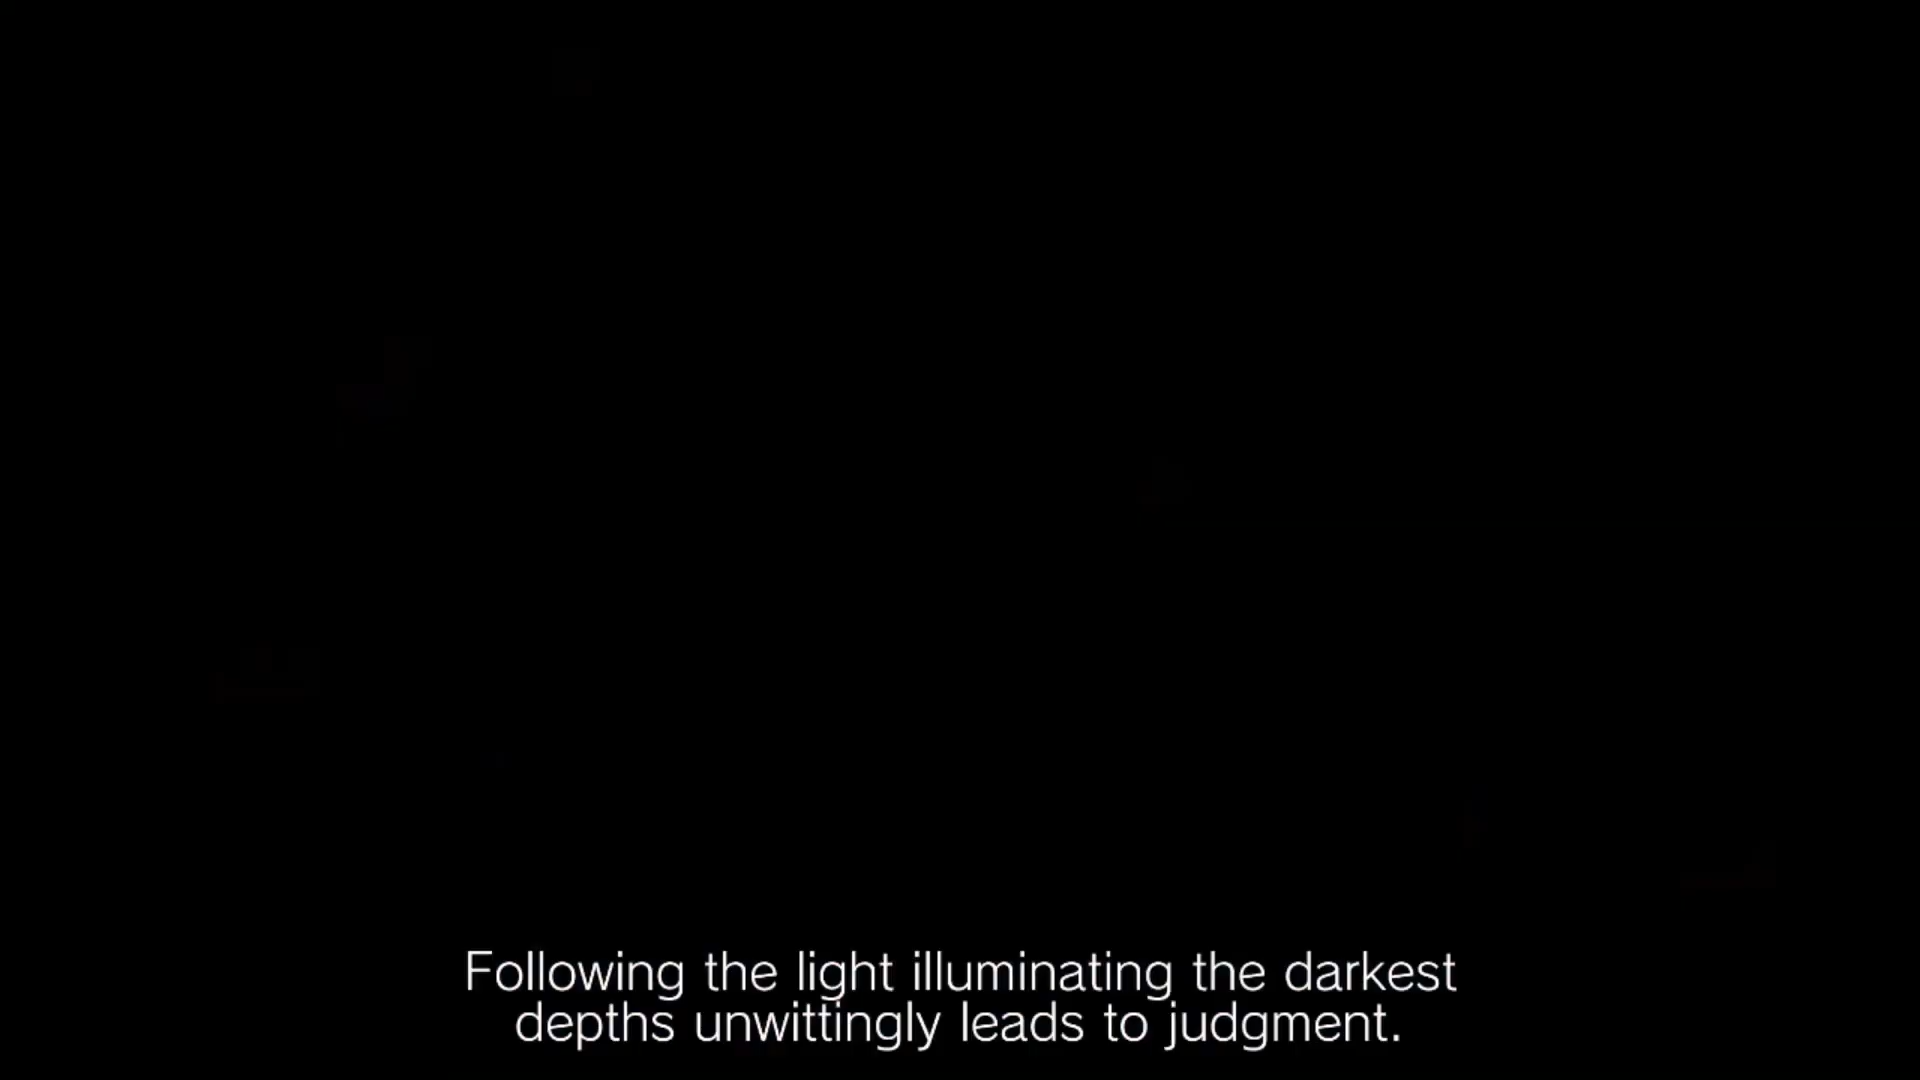 Following the light illuminating the darkest
depths unwittingly leads to judgment.